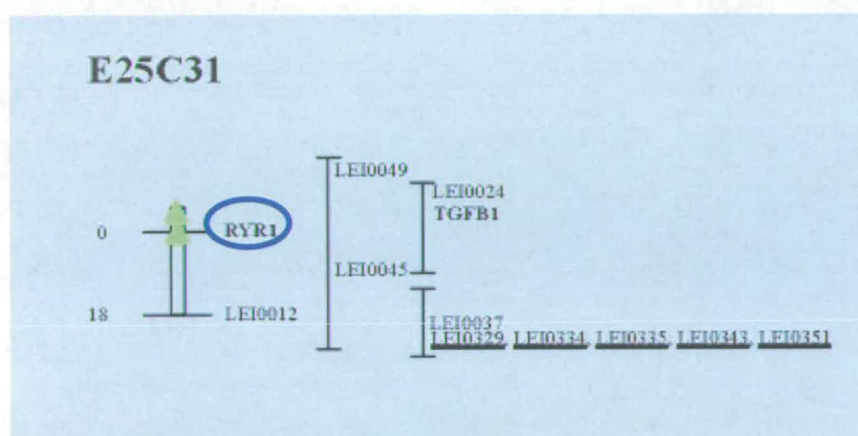 E25C31
LEI0049
LEI0024
TGFB1
0 RYR1
LEI0045
18 LEI0012
LEI0037
LEI0329, LEI0334, LEI0335, LEI0343, LEI0351